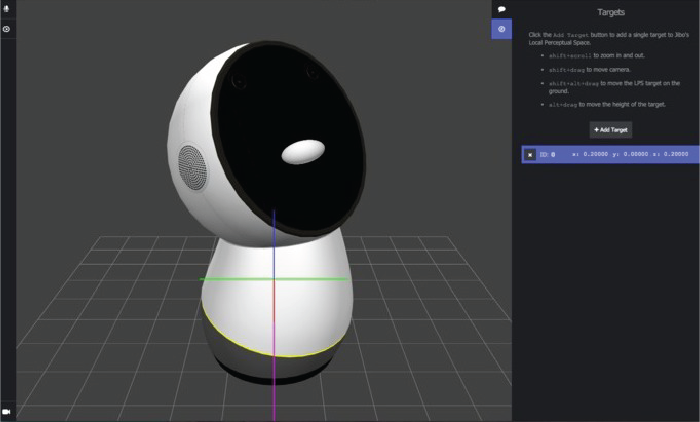 Targets
Click the Add Target button to add a single target to Jibo's
Locall Perceptual Space.
shift+scroll to zoom in and out.
shift+drag to move camera.
shift+alt+drag to move the LPS target on the
ground.
alt+drag to move the height of the target.
+ Add Target
ID: 0 x: 0.20000 y: 0.00000 z: 0.20000